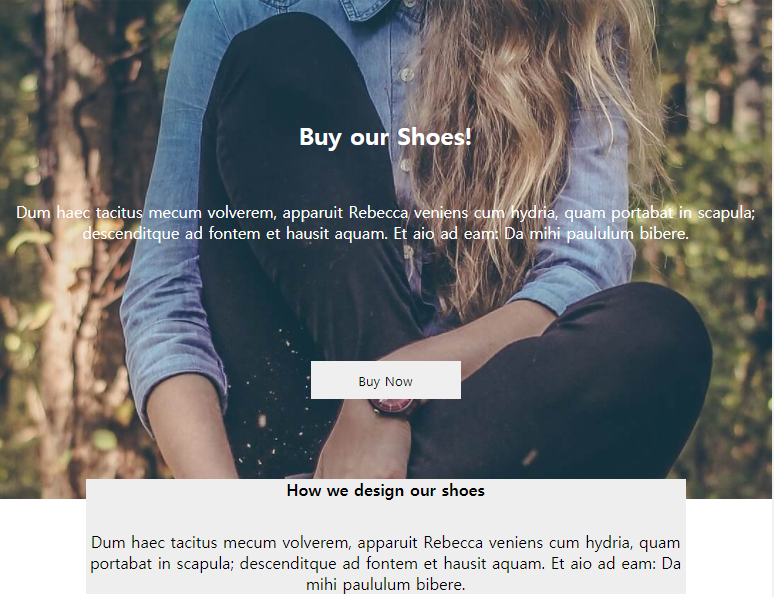 Buy our Shoes!
Dum haec tacitus mecum volverem, apparuit Rebecca veniens cum hydria, quam portabat in scapula;
descenditque ad fontem et hausit aquam. Et aio ad eam: Da mihi paululum bibere.
Buy Now
How we design our shoes
Dum haec tacitus mecum volverem, apparuit Rebecca veniens cum hydria, quam
portabat in scapula; descenditque ad fontem et hausit aquam. Et aio ad eam: Da
mihi paululum bibere.